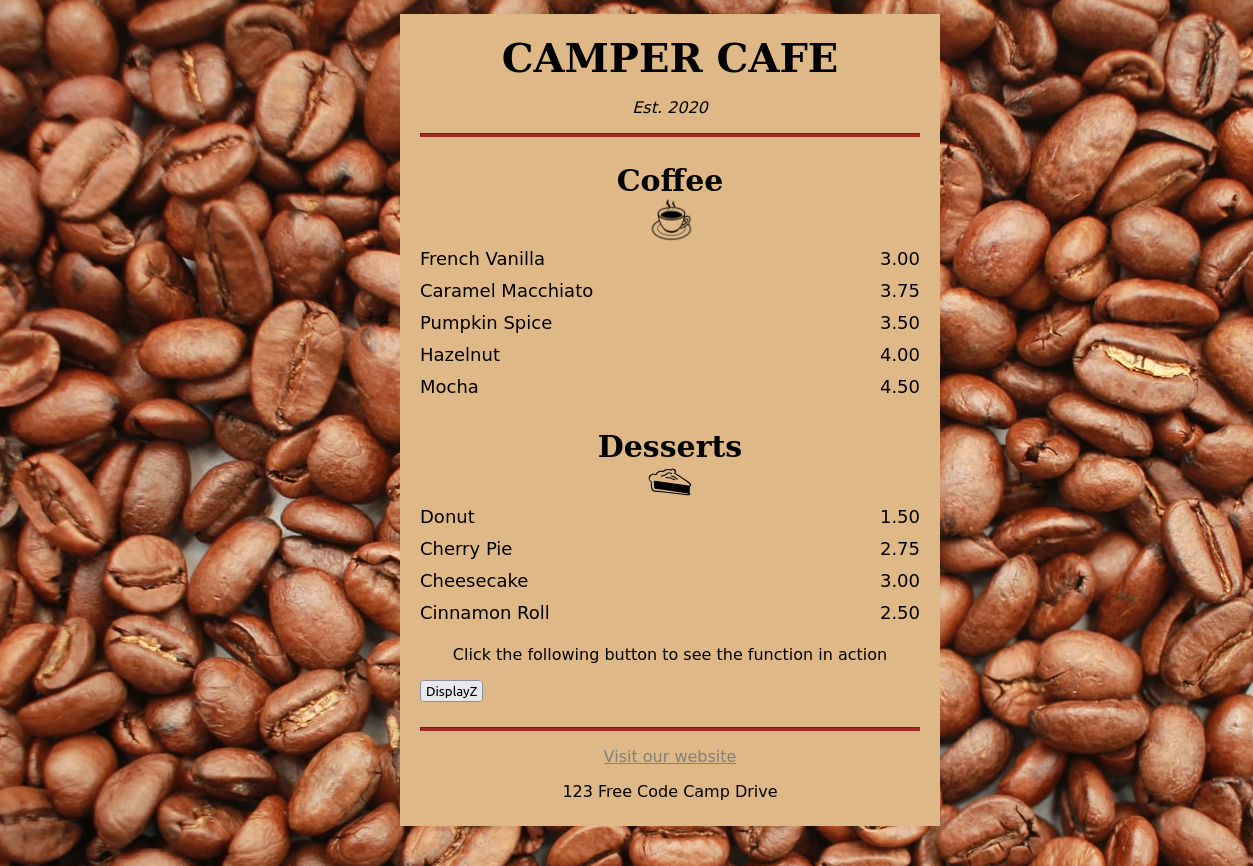 CAMPER CAFE
Est. 2020
Coffee
French Vanilla 3.00
Caramel Macchiato 3.75
Pumpkin Spice 3.50
Hazelnut 4.00
Mocha 4.50
Desserts
Donut 1.50
Cherry Pie 2.75
Cheesecake 3.00
Cinnamon Roll 2.50
Click the following button to see the function in action
DisplayZ
Visit our website
123 Free Code Camp Drive